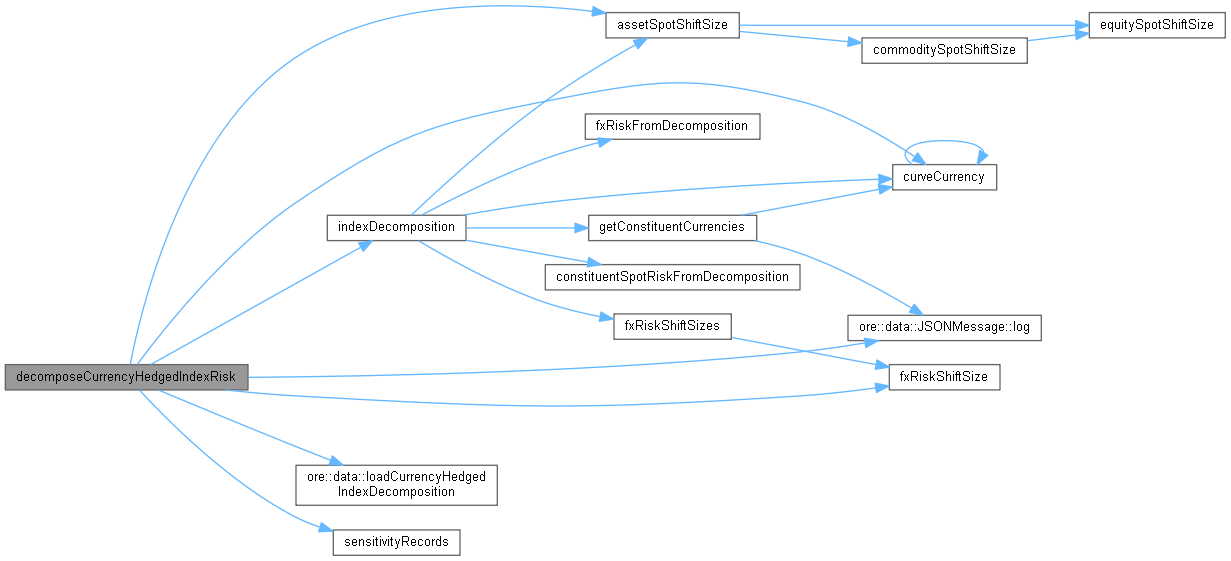 assetSpotShiftSize
equitySpotShiftSize
commoditySpotShiftSize
fxRiskFromDecomposition
curveCurrency
indexDecomposition
getConstituentCurrencies
constituentSpotRiskFromDecomposition
fxRiskShiftSizes
ore::data::JSONMessage::log
decomposeCurrencyHedgedIndexRisk
fxRiskShiftSize
ore::data::loadCurrencyHedged
IndexDecomposition
sensitivityRecords